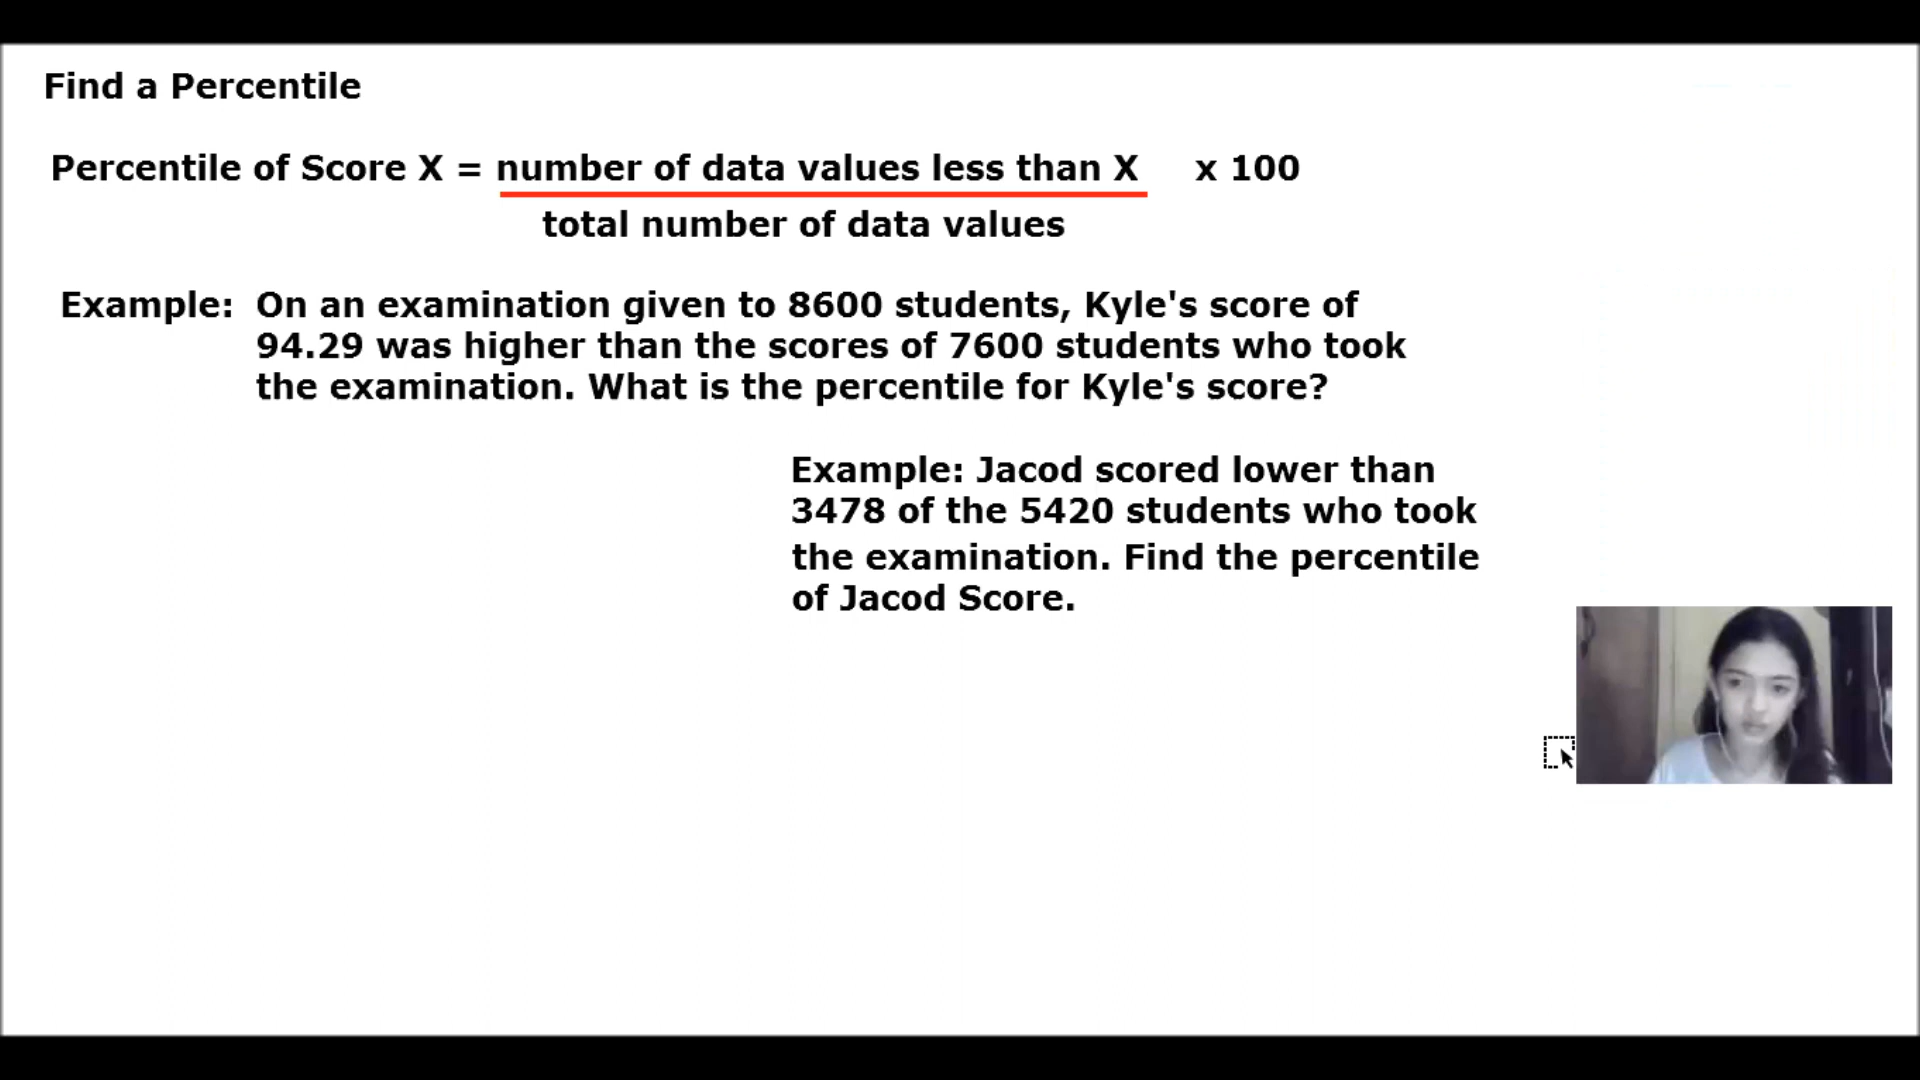 Find a Percentile
Percentile of Score X = number of data values less than X x 100
total number of data values
Example: On an examination given to 8600 students, Kyle's score of
94.29 was higher than the scores of 7600 students who took
the examination. What is the percentile for Kyle's score?
Example: Jacod scored lower than
3478 of the 5420 students who took
the examination. Find the percentile
of Jacod Score.